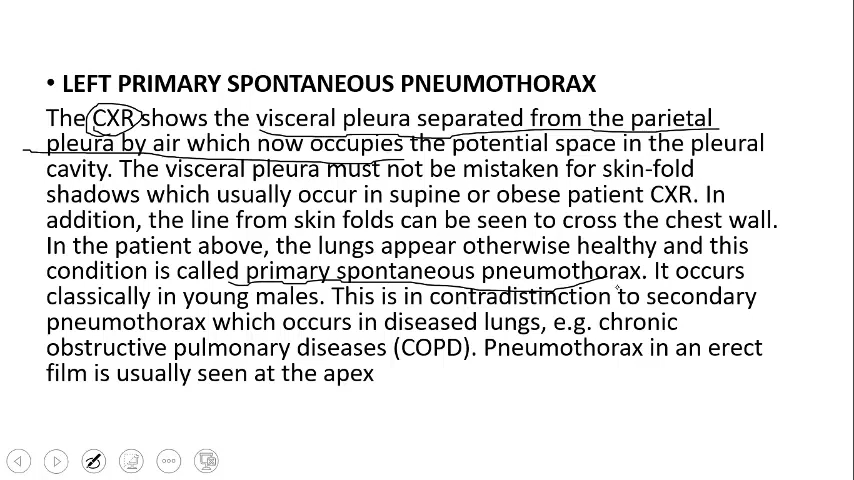 • LEFT PRIMARY SPONTANEOUS PNEUMOTHORAX
The CXR shows the visceral pleura separated from the parietal
pleura by air which now occupies the potential space in the pleural
cavity. The visceral pleura must not be mistaken for skin-fold
shadows which usually occur in supine or obese patient CXR. In
addition, the line from skin folds can be seen to cross the chest wall.
In the patient above, the lungs appear otherwise healthy and this
condition is called primary spontaneous pneumothorax. It occurs
classically in young males. This is in contradistinction to secondary
pneumothorax which occurs in diseased lungs, e.g. chronic
obstructive pulmonary diseases (COPD). Pneumothorax in an erect
film is usually seen at the apex